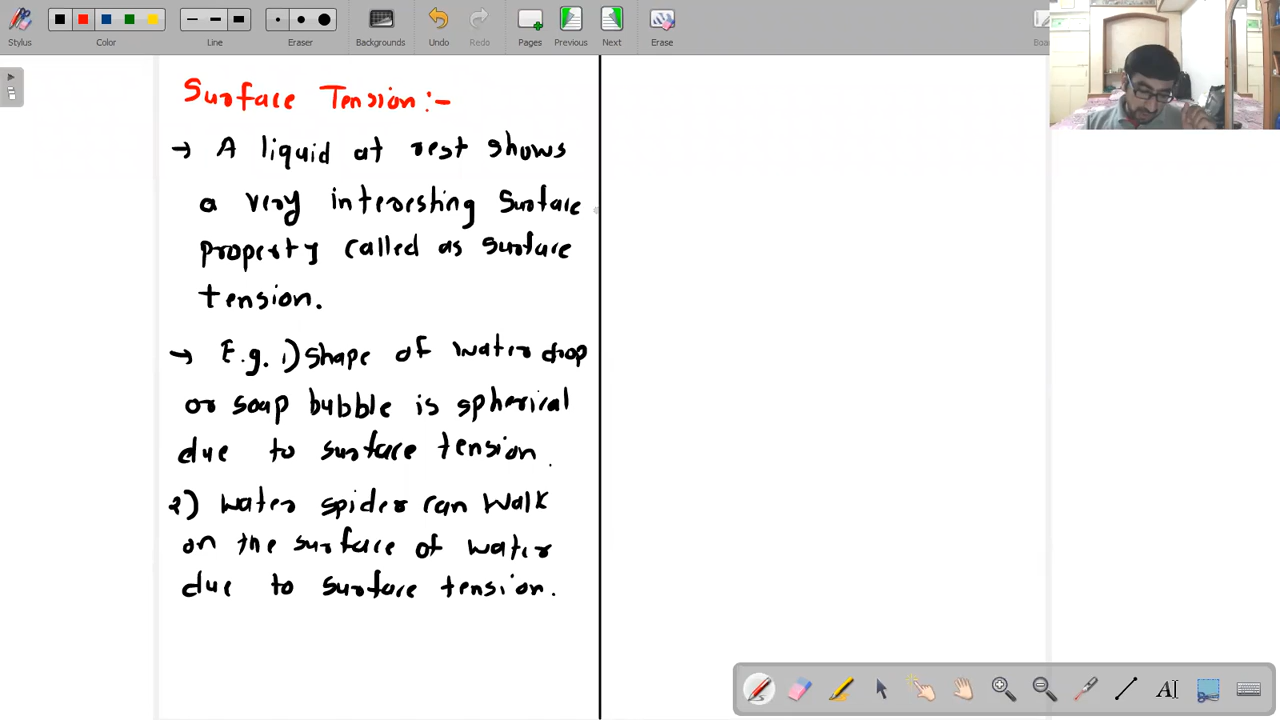 Stylus
Color
Line
Eraser
Backgrounds
Undo
Redo
Pages
Previous
Next
Erase
Surface Tension :-
→ A liquid at rest shows
a very interesting surface
property called as surface
tension.
→ E.g. 1) shape of water drop
or soap bubble is spherical
due to surface tension.
2) Water spider can walk
on the surface of water
due to surface tension.